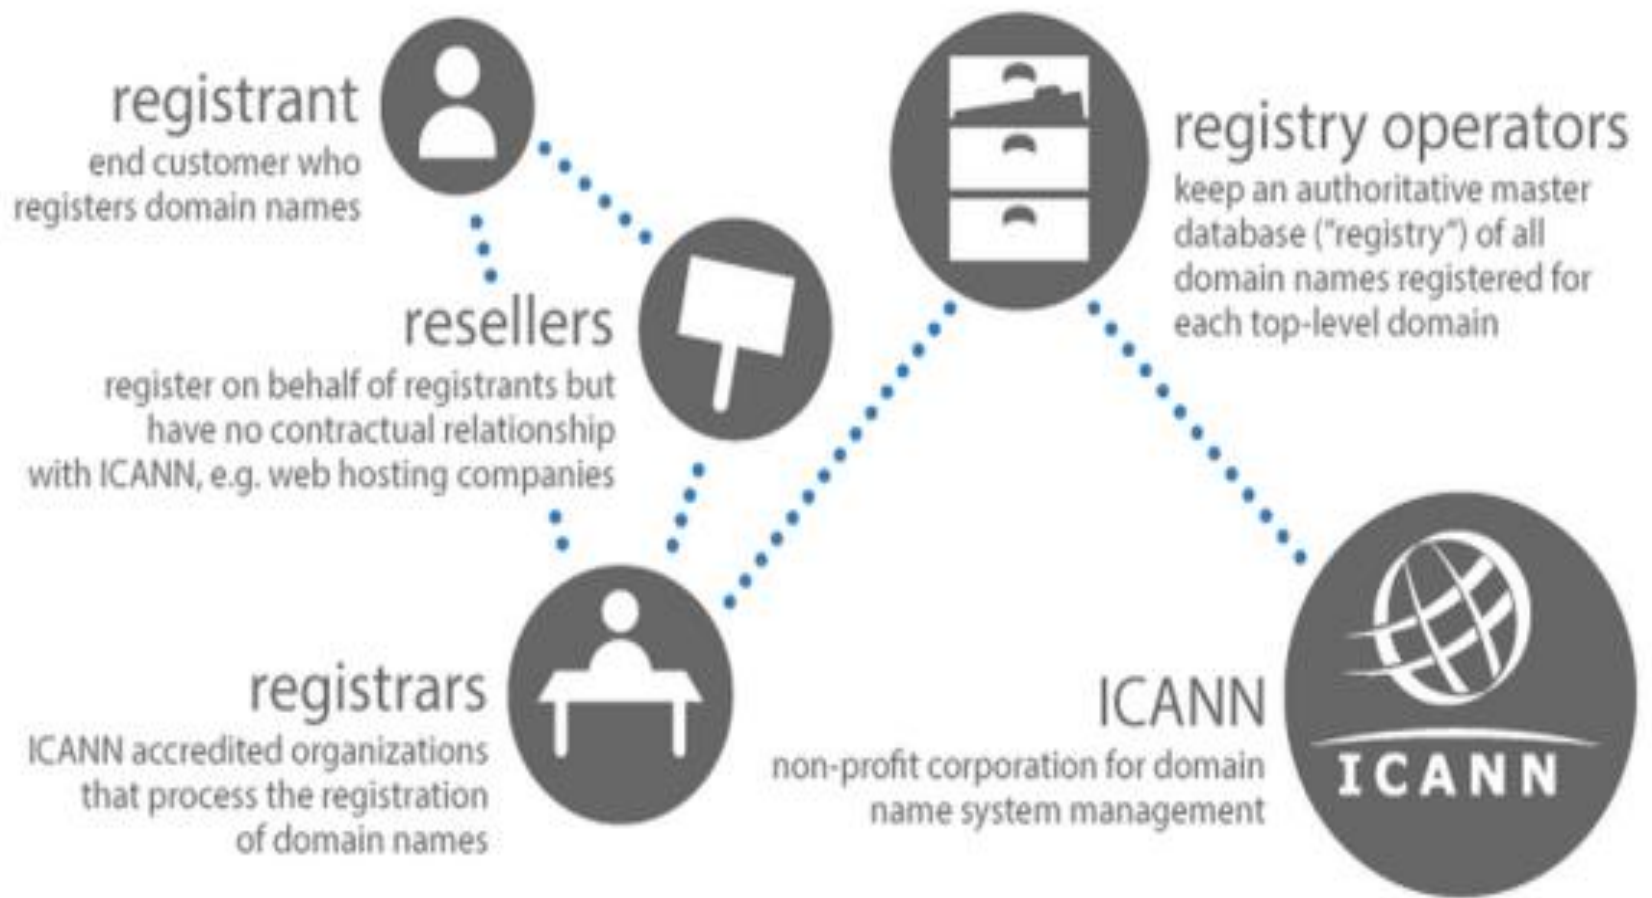 registrant
end customer who
registers domain names
registry operators
keep an authoritative master
database ("registry") of all
domain names registered for
each top-level domain
resellers
register on behalf of registrants but
have no contractual relationship
with ICANN, e.g. web hosting companies
registrars
ICANN accredited organizations
that process the registration
of domain names
ICANN
non-profit corporation for domain
name system management
ICANN